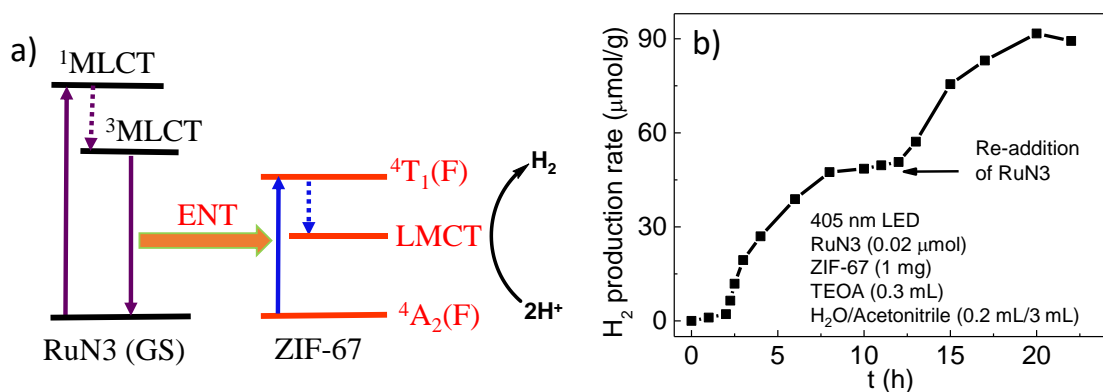 a)
¹MLCT
³MLCT
⁴T₁(F)
H₂
ENT
LMCT
2H⁺
⁴A₂(F)
RuN3 (GS)
ZIF-67
b)
H₂ production rate (μmol/g)
90
60
30
0
Re-addition
of RuN3
405 nm LED
RuN3 (0.02 μmol)
ZIF-67 (1 mg)
TEOA (0.3 mL)
H₂O/Acetonitrile (0.2 mL/3 mL)
0 5 10 15 20
t (h)